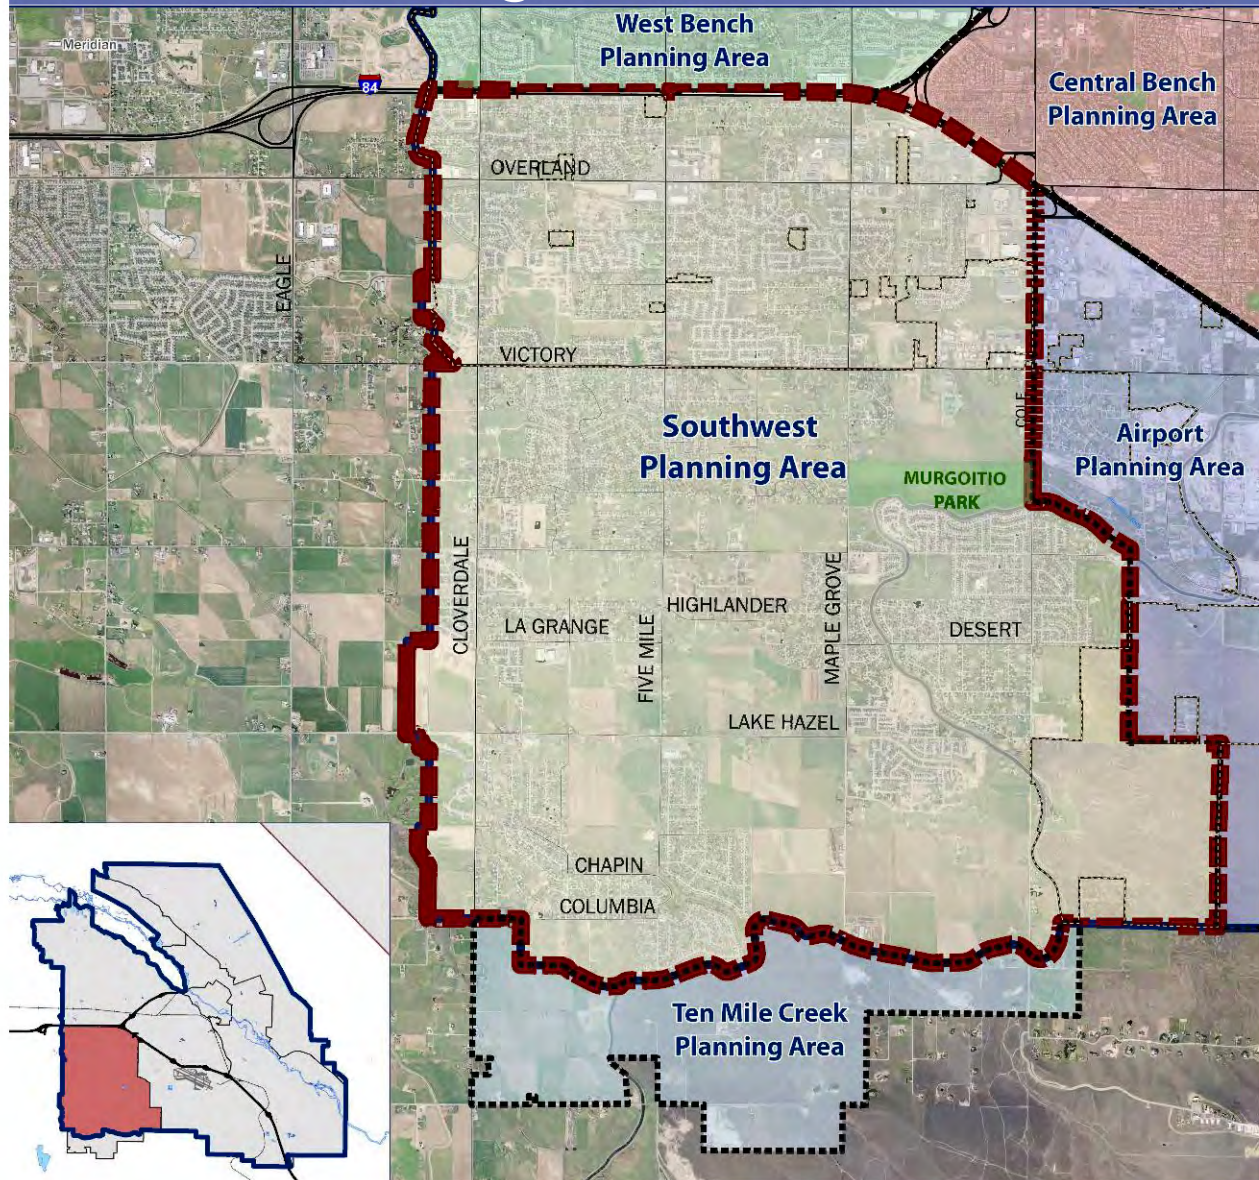 West Bench
Planning Area
Meridian
84
Central Bench
Planning Area
OVERLAND
EAGLE
VICTORY
COLE
Southwest
Planning Area
Airport
Planning Area
MURGOITIO
PARK
CLOVERDALE
HIGHLANDER
MAPLE GROVE
LA GRANGE
FIVE MILE
DESERT
LAKE HAZEL
CHAPIN
COLUMBIA
Ten Mile Creek
Planning Area